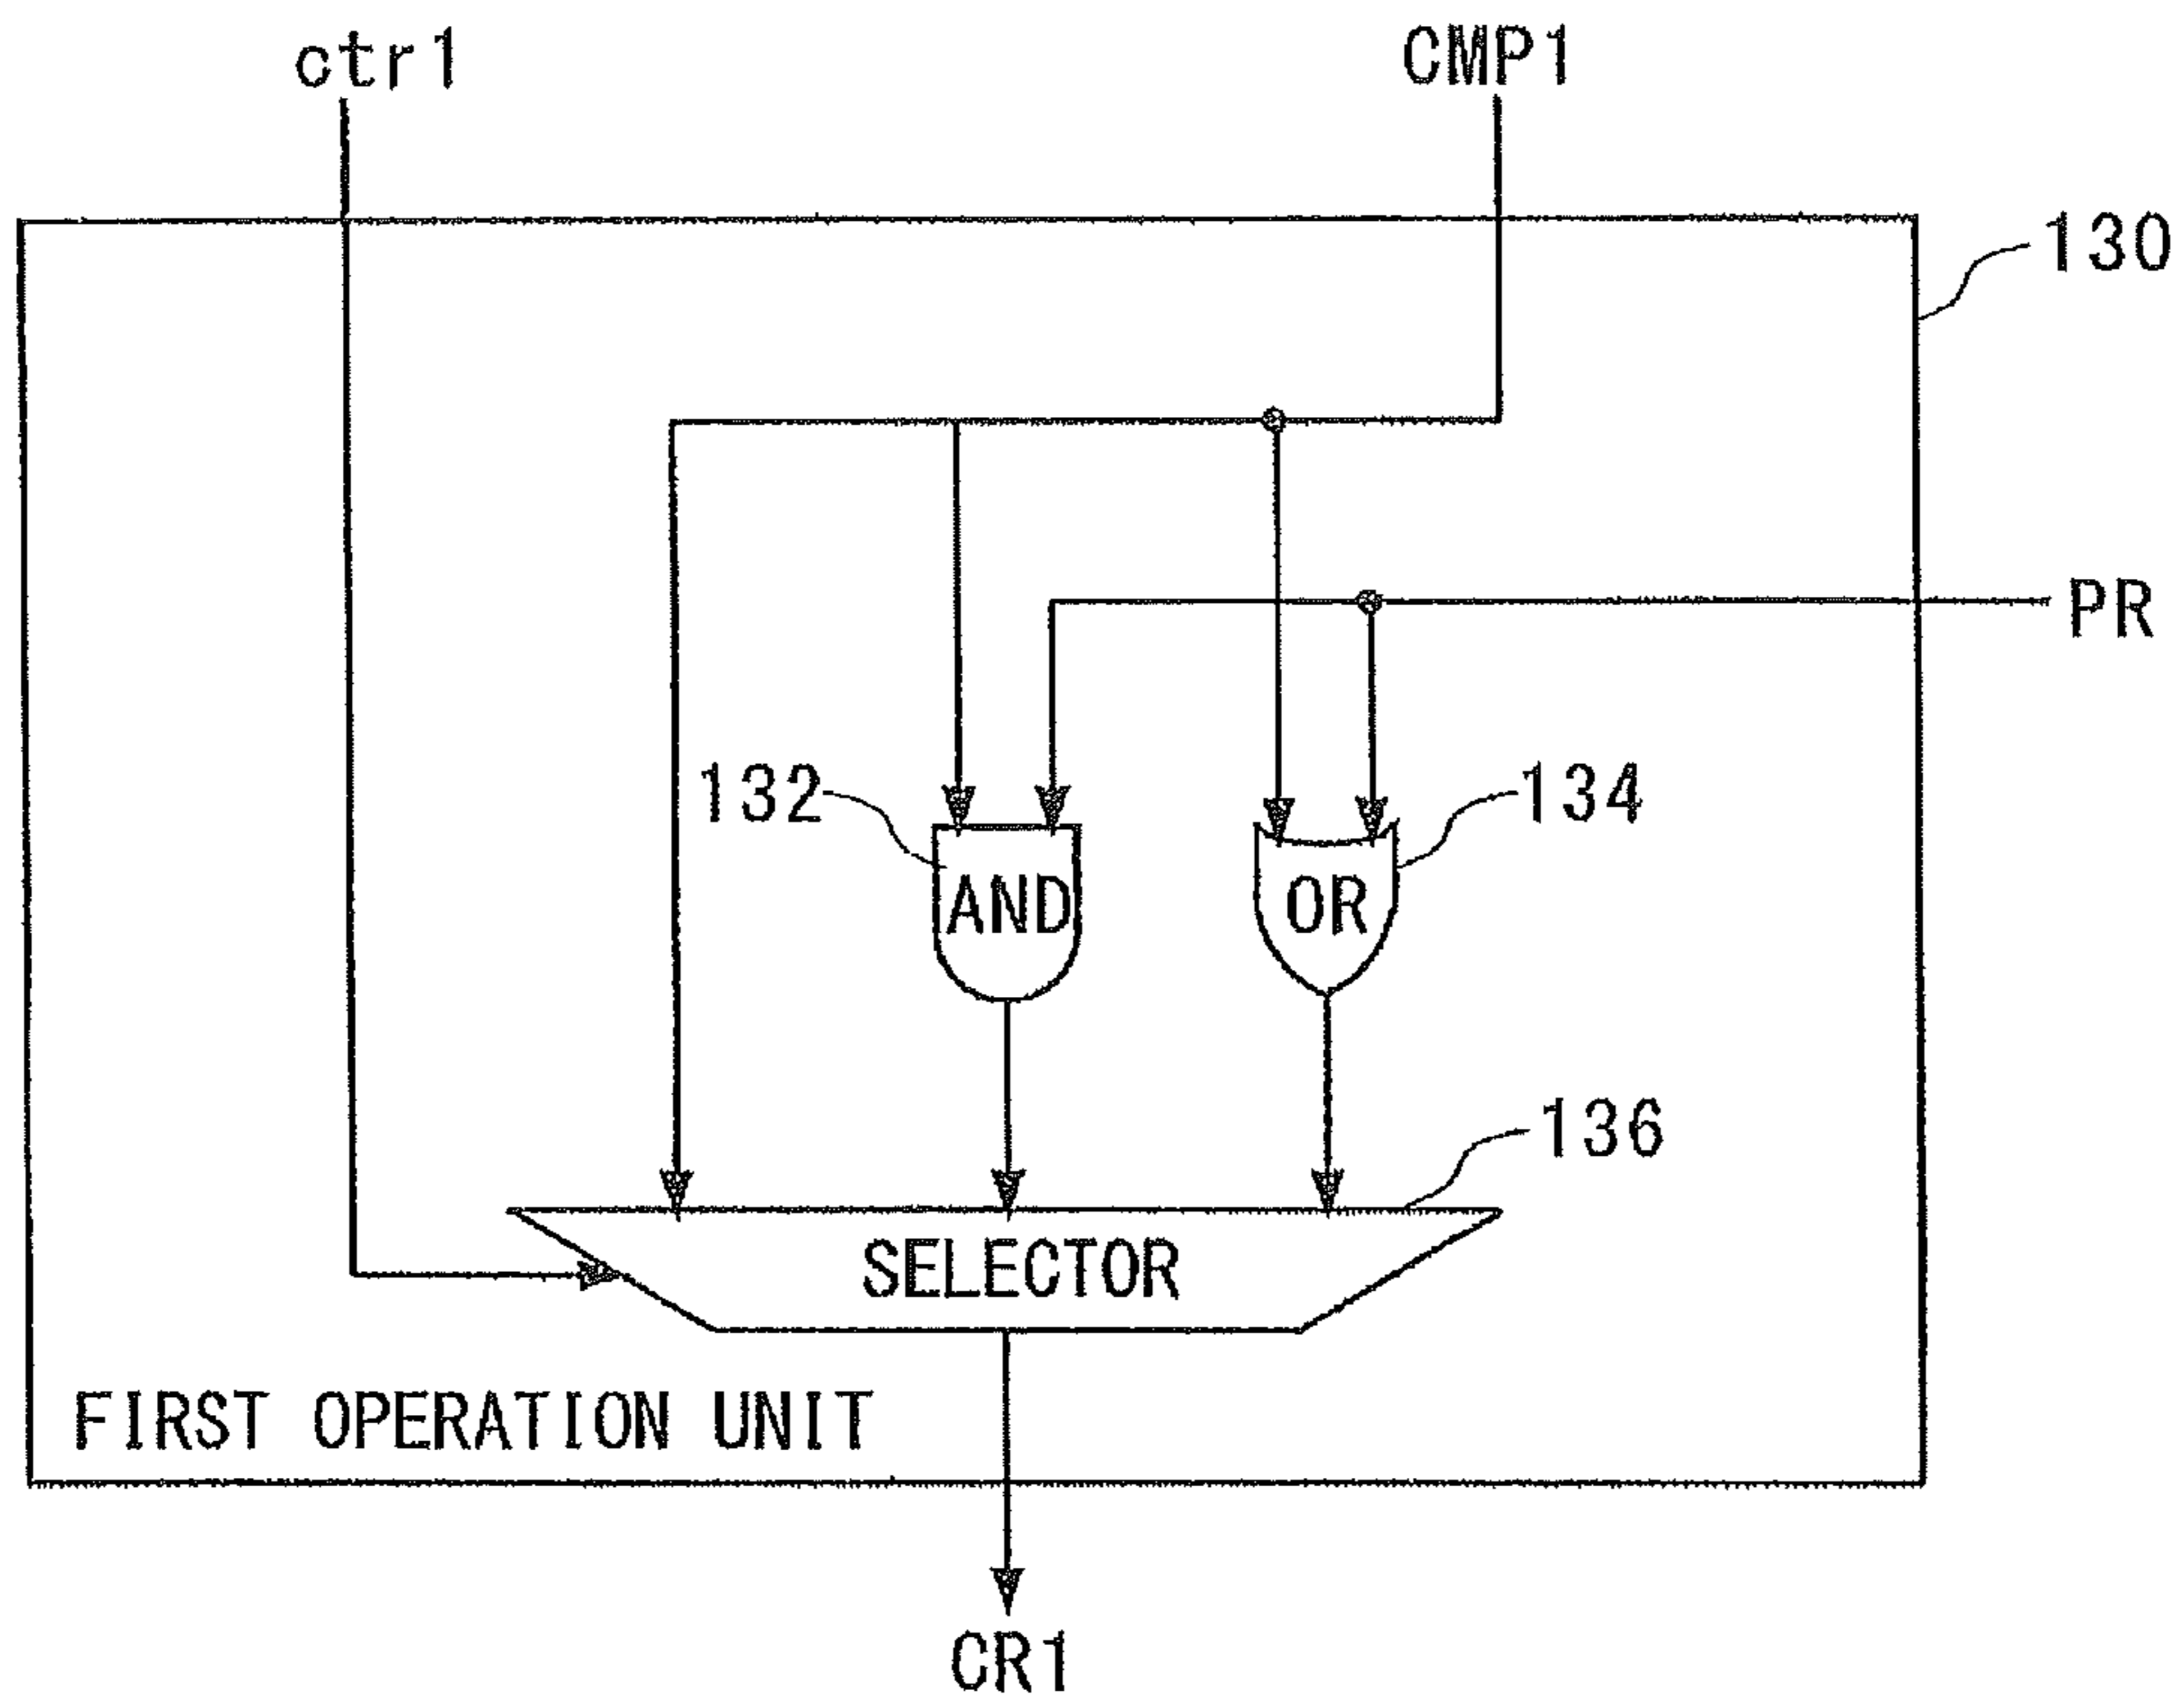 ctr1
CMP1
130
PR
132
134
AND
OR
136
SELECTOR
FIRST OPERATION UNIT
CR1